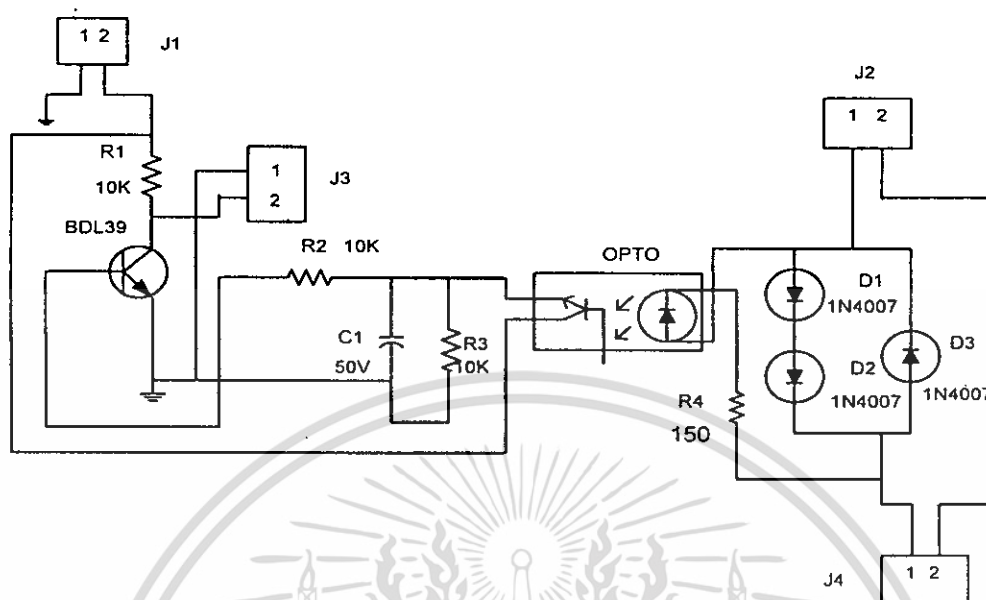 1 2
J1
J2
1 2
R1
10K
1
2
J3
BDL39
R2 10K
OPTO
D1
1N4007
C1
50V
R3
10K
D2
1N4007
D3
1N4007
R4
150
J4
1 2